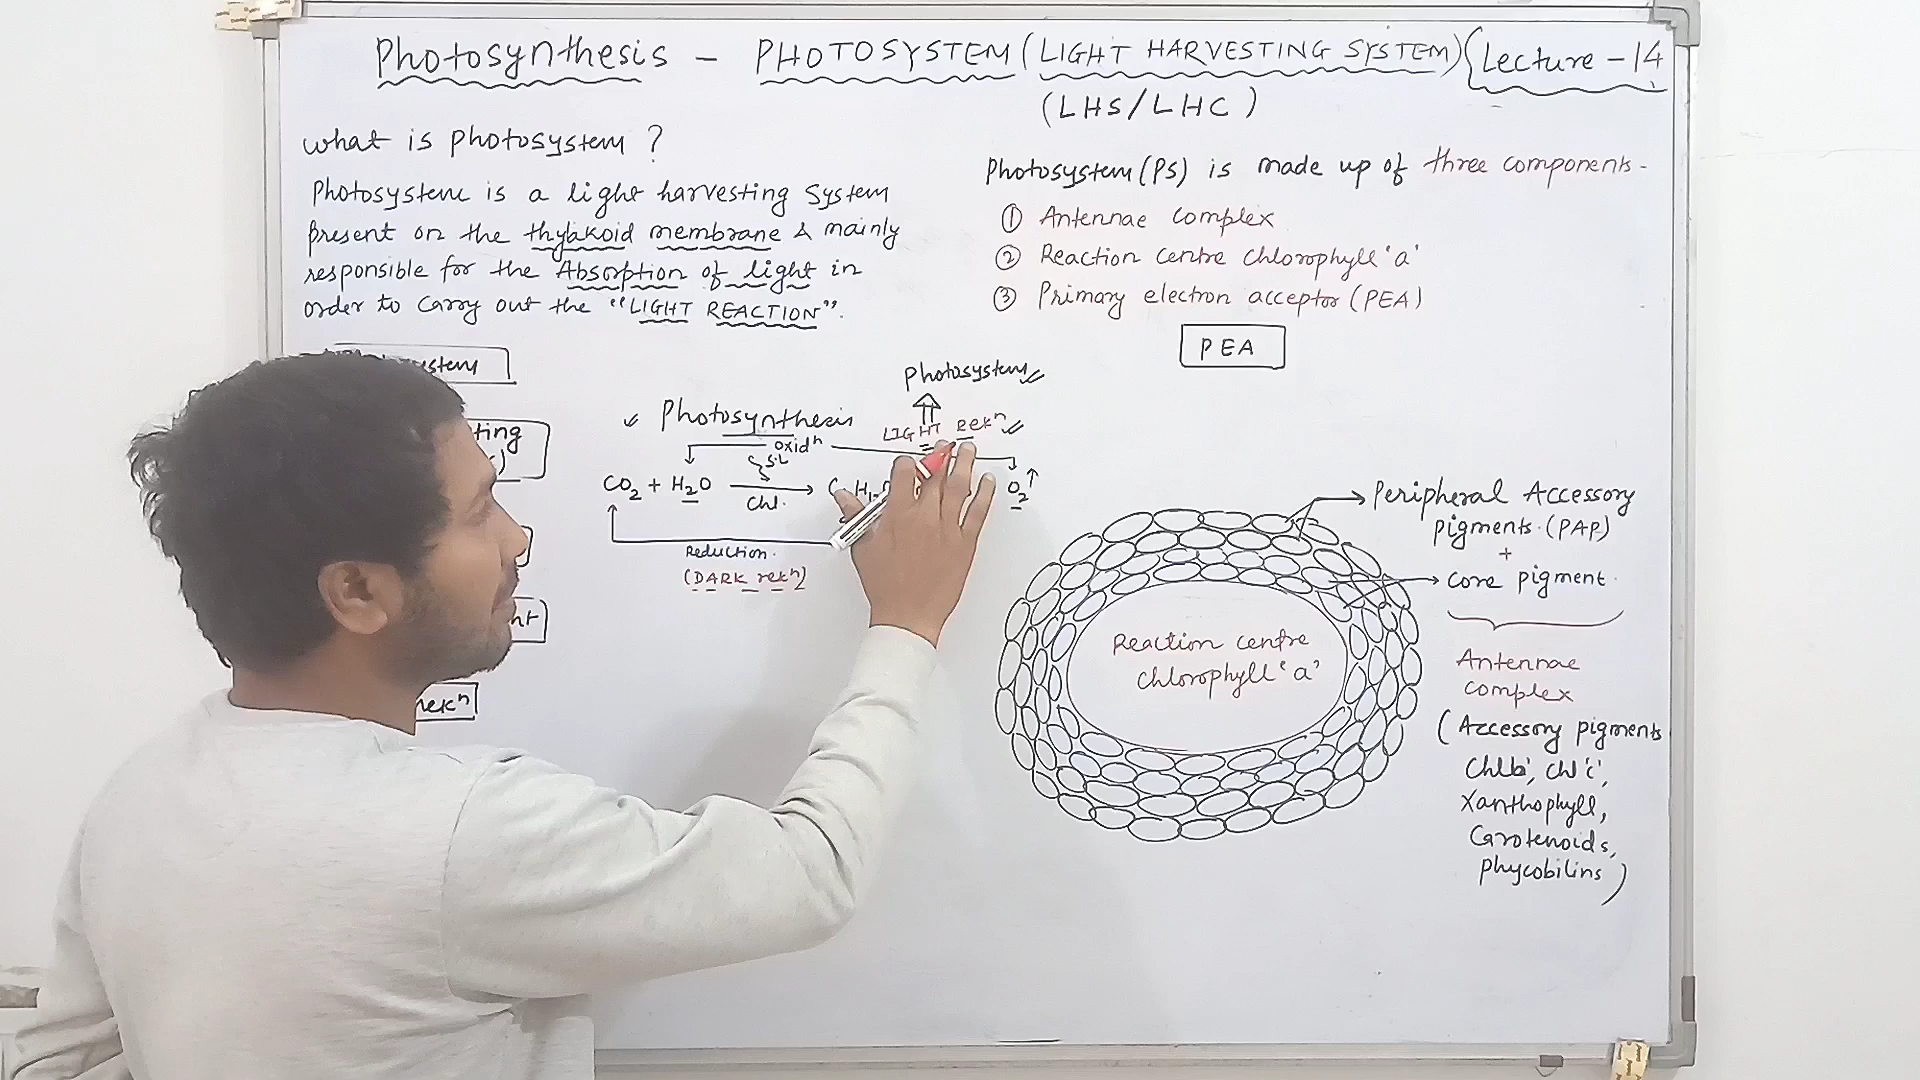 Photosynthesis - PHOTOSYSTEM (LIGHT HARVESTING SYSTEM) {Lecture-14
(LHS/LHC)
What is photosystem?
Photosystem is a light harvesting system
present on the thylakoid membrane & mainly
responsible for the Absorption of light in
order to carry out the "LIGHT REACTION".
Photosystem (PS) is made up of three components-
① Antennae complex
② Reaction centre chlorophyll 'a'
③ Primary electron acceptor (PEA)
PEA
Photosystem
LIGHT rekn
Photosynthesis
oxidn
S.L
CO2 + H2O
Chl.
O2 ↑
Reduction.
(DARK rekn)
Peripheral Accessory
pigments. (PAP)
+
core pigment.
Antennae
complex
(Accessory pigments
Chl 'b', chl 'c',
Xanthophyll,
Carotenoids,
phycobilins)
Reaction centre
chlorophyll 'a'
rekn